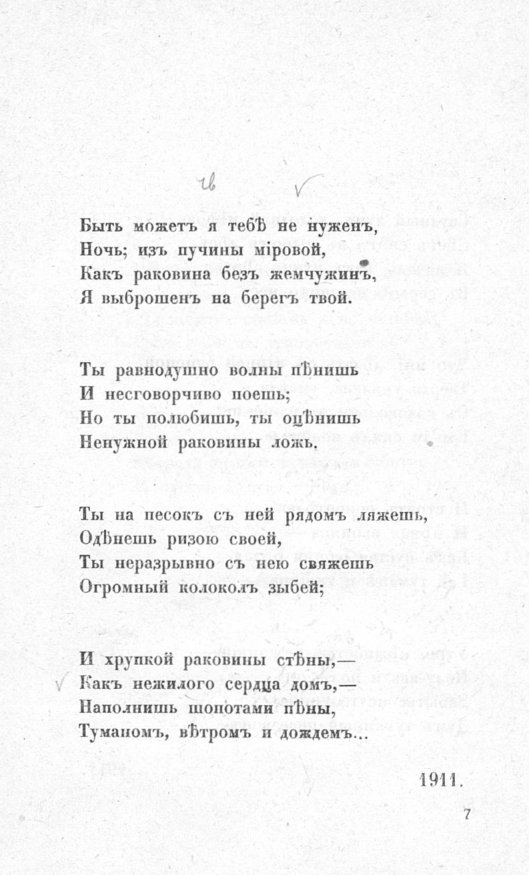 Быть можетъ я тебѣ не нуженъ,
Ночь; изъ пучины міровой,
Какъ раковина безъ жемчужинъ,
Я выброшенъ на берегъ твой.
Ты равнодушно волны пѣнишь
И несговорчиво поешь;
Но ты полюбишь, ты оцѣнишь
Ненужной раковины ложь.
Ты на песокъ съ ней рядомъ ляжешь,
Одѣнешь ризою своей,
Ты неразрывно съ нею свяжешь
Огромный колоколъ зыбей;
И хрупкой раковины стѣны,—
Какъ нежилого сердца домъ,—
Наполнишь шопотами пѣны,
Туманомъ, вѣтромъ и дождемъ...
1911.
7